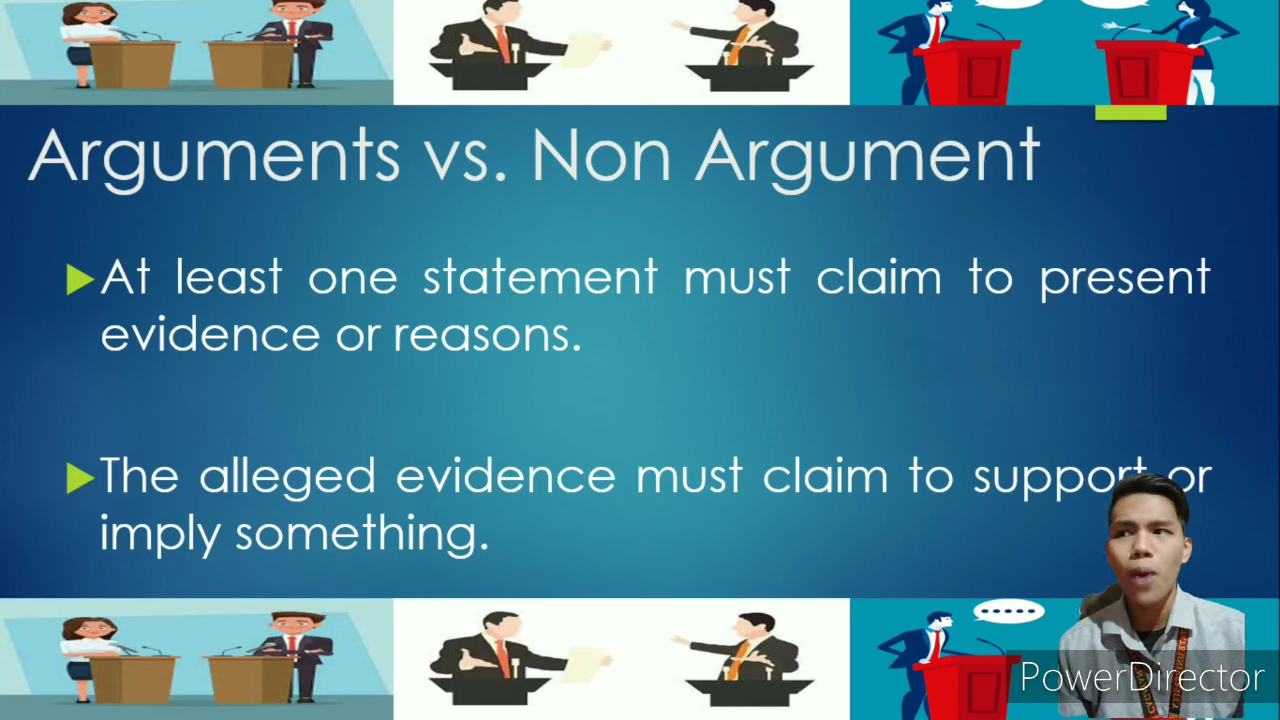 Arguments vs. Non Argument
At least one statement must claim to present
evidence or reasons.
The alleged evidence must claim to support or
imply something.
PowerDirector